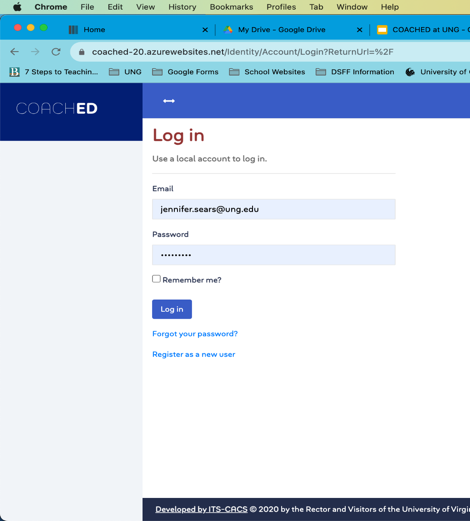 Chrome File Edit View History Bookmarks Profiles Tab Window Help
Home × My Drive - Google Drive × COACHED at UNG -
coached-20.azurewebsites.net/Identity/Account/Login?ReturnUrl=%2F
7 Steps to Teachin... UNG Google Forms School Websites DSFF Information University of
COACHED
Log in
Use a local account to log in.
Email
jennifer.sears@ung.edu
Password
•••••••••
Remember me?
Log in
Forgot your password?
Register as a new user
Developed by ITS-CACS © 2020 by the Rector and Visitors of the University of Virgi